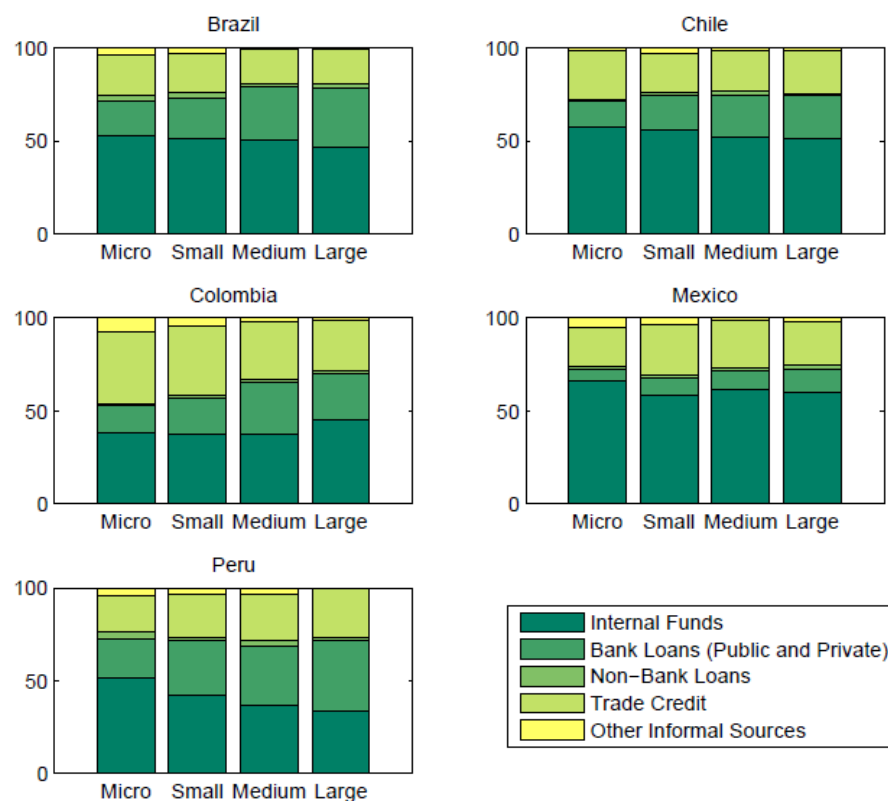 Brazil
100
50
0
Micro Small Medium Large
Chile
100
50
0
Micro Small Medium Large
Colombia
100
50
0
Micro Small Medium Large
Mexico
100
50
0
Micro Small Medium Large
Peru
100
50
0
Micro Small Medium Large
Internal Funds
Bank Loans (Public and Private)
Non−Bank Loans
Trade Credit
Other Informal Sources